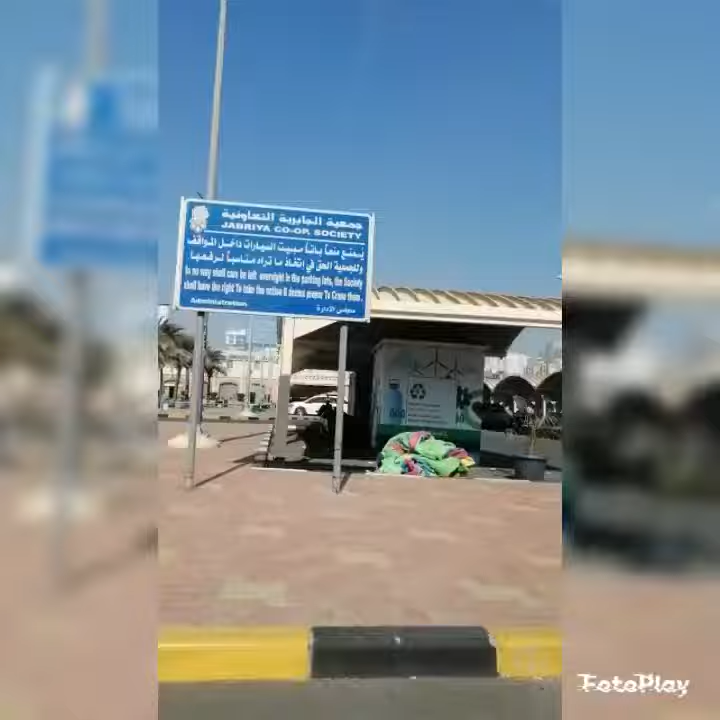 جمعية الجابرية التعاونية
JABRIYA CO-OP. SOCIETY
يمنع منعاً باتاً مبيت السيارات داخل المواقف
وللجمعية الحق في إتخاذ ما تراه مناسباً لرفعها
In no way shall cars be left overnight in the parking lots, the Society
shall have the right To take the action it deems proper To Crane them.
Administration
مجلس الادارة
FotoPlay